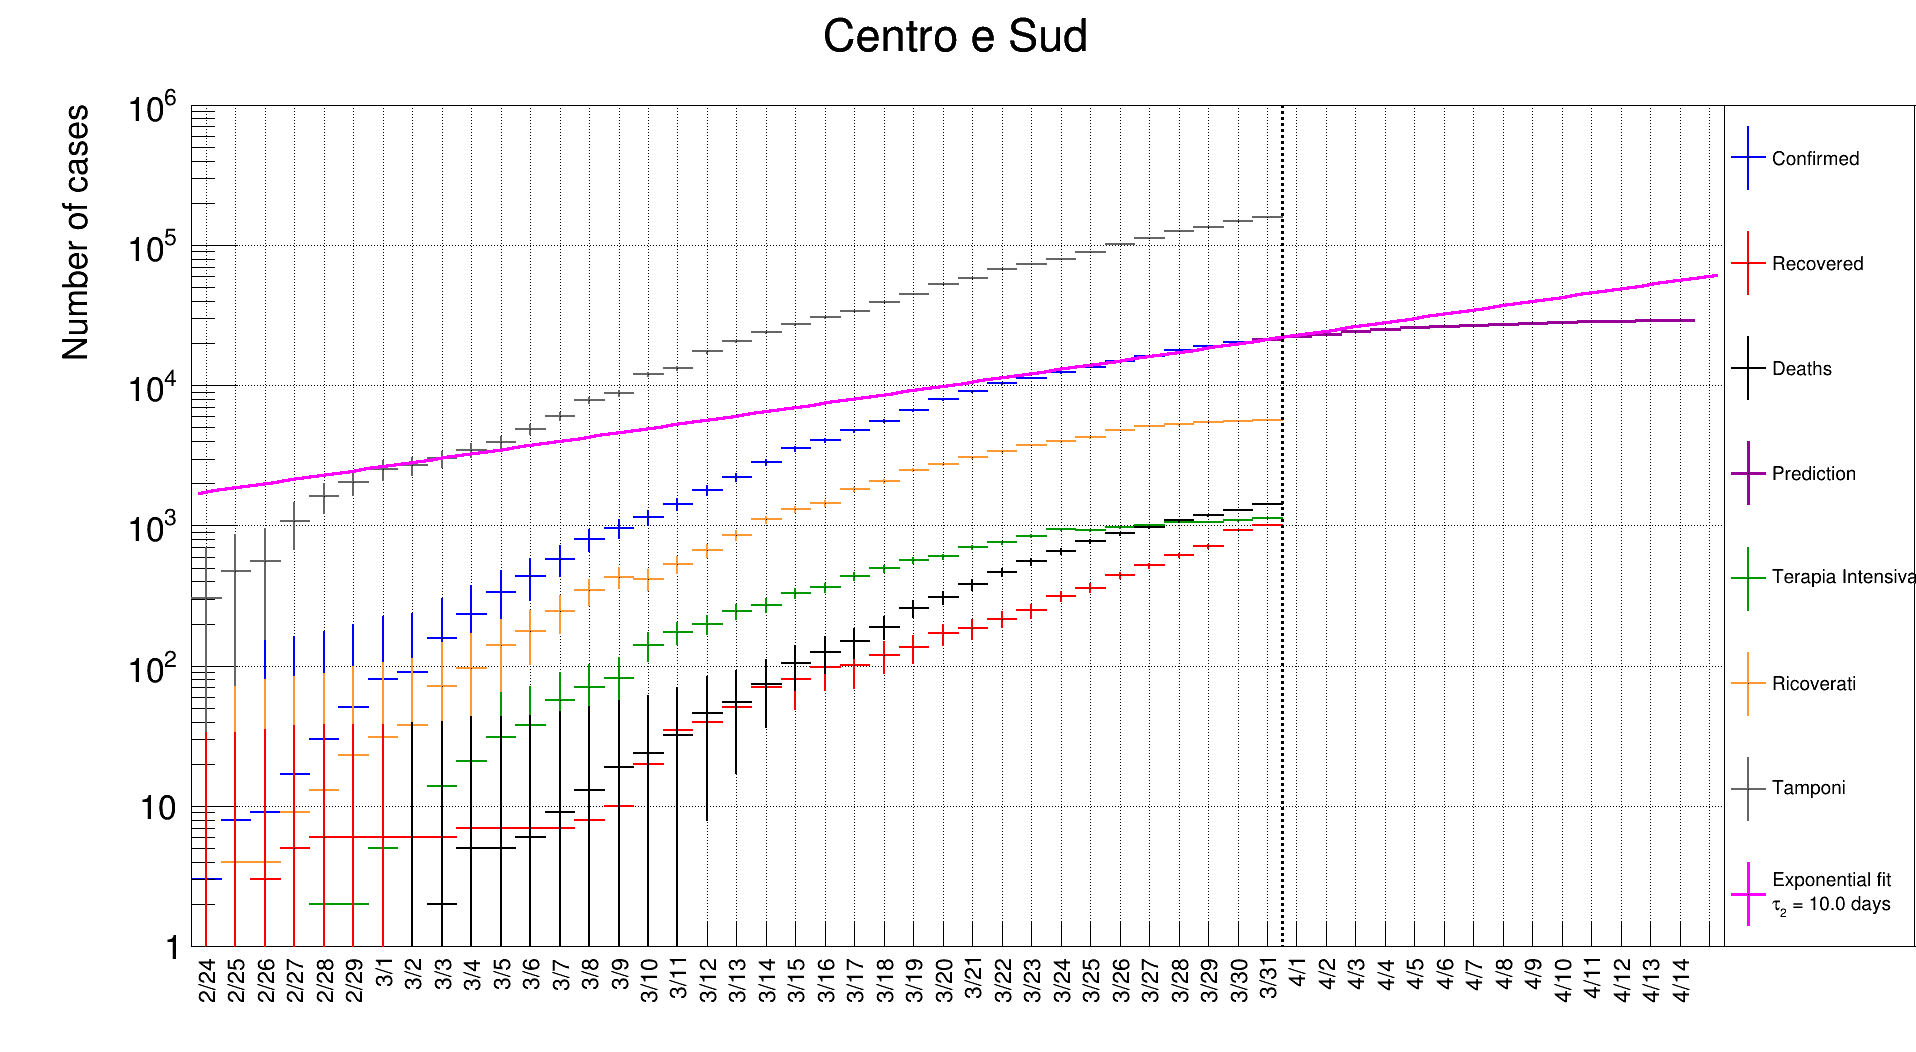 Centro e Sud
Number of cases
10^6
10^5
10^4
10^3
10^2
10
1
2/24 2/25 2/26 2/27 2/28 2/29 3/1 3/2 3/3 3/4 3/5 3/6 3/7 3/8 3/9 3/10 3/11 3/12 3/13 3/14 3/15 3/16 3/17 3/18 3/19 3/20 3/21 3/22 3/23 3/24 3/25 3/26 3/27 3/28 3/29 3/30 3/31 4/1 4/2 4/3 4/4 4/5 4/6 4/7 4/8 4/9 4/10 4/11 4/12 4/13 4/14
Confirmed
Recovered
Deaths
Prediction
Terapia Intensiva
Ricoverati
Tamponi
Exponential fit
τ₂ = 10.0 days